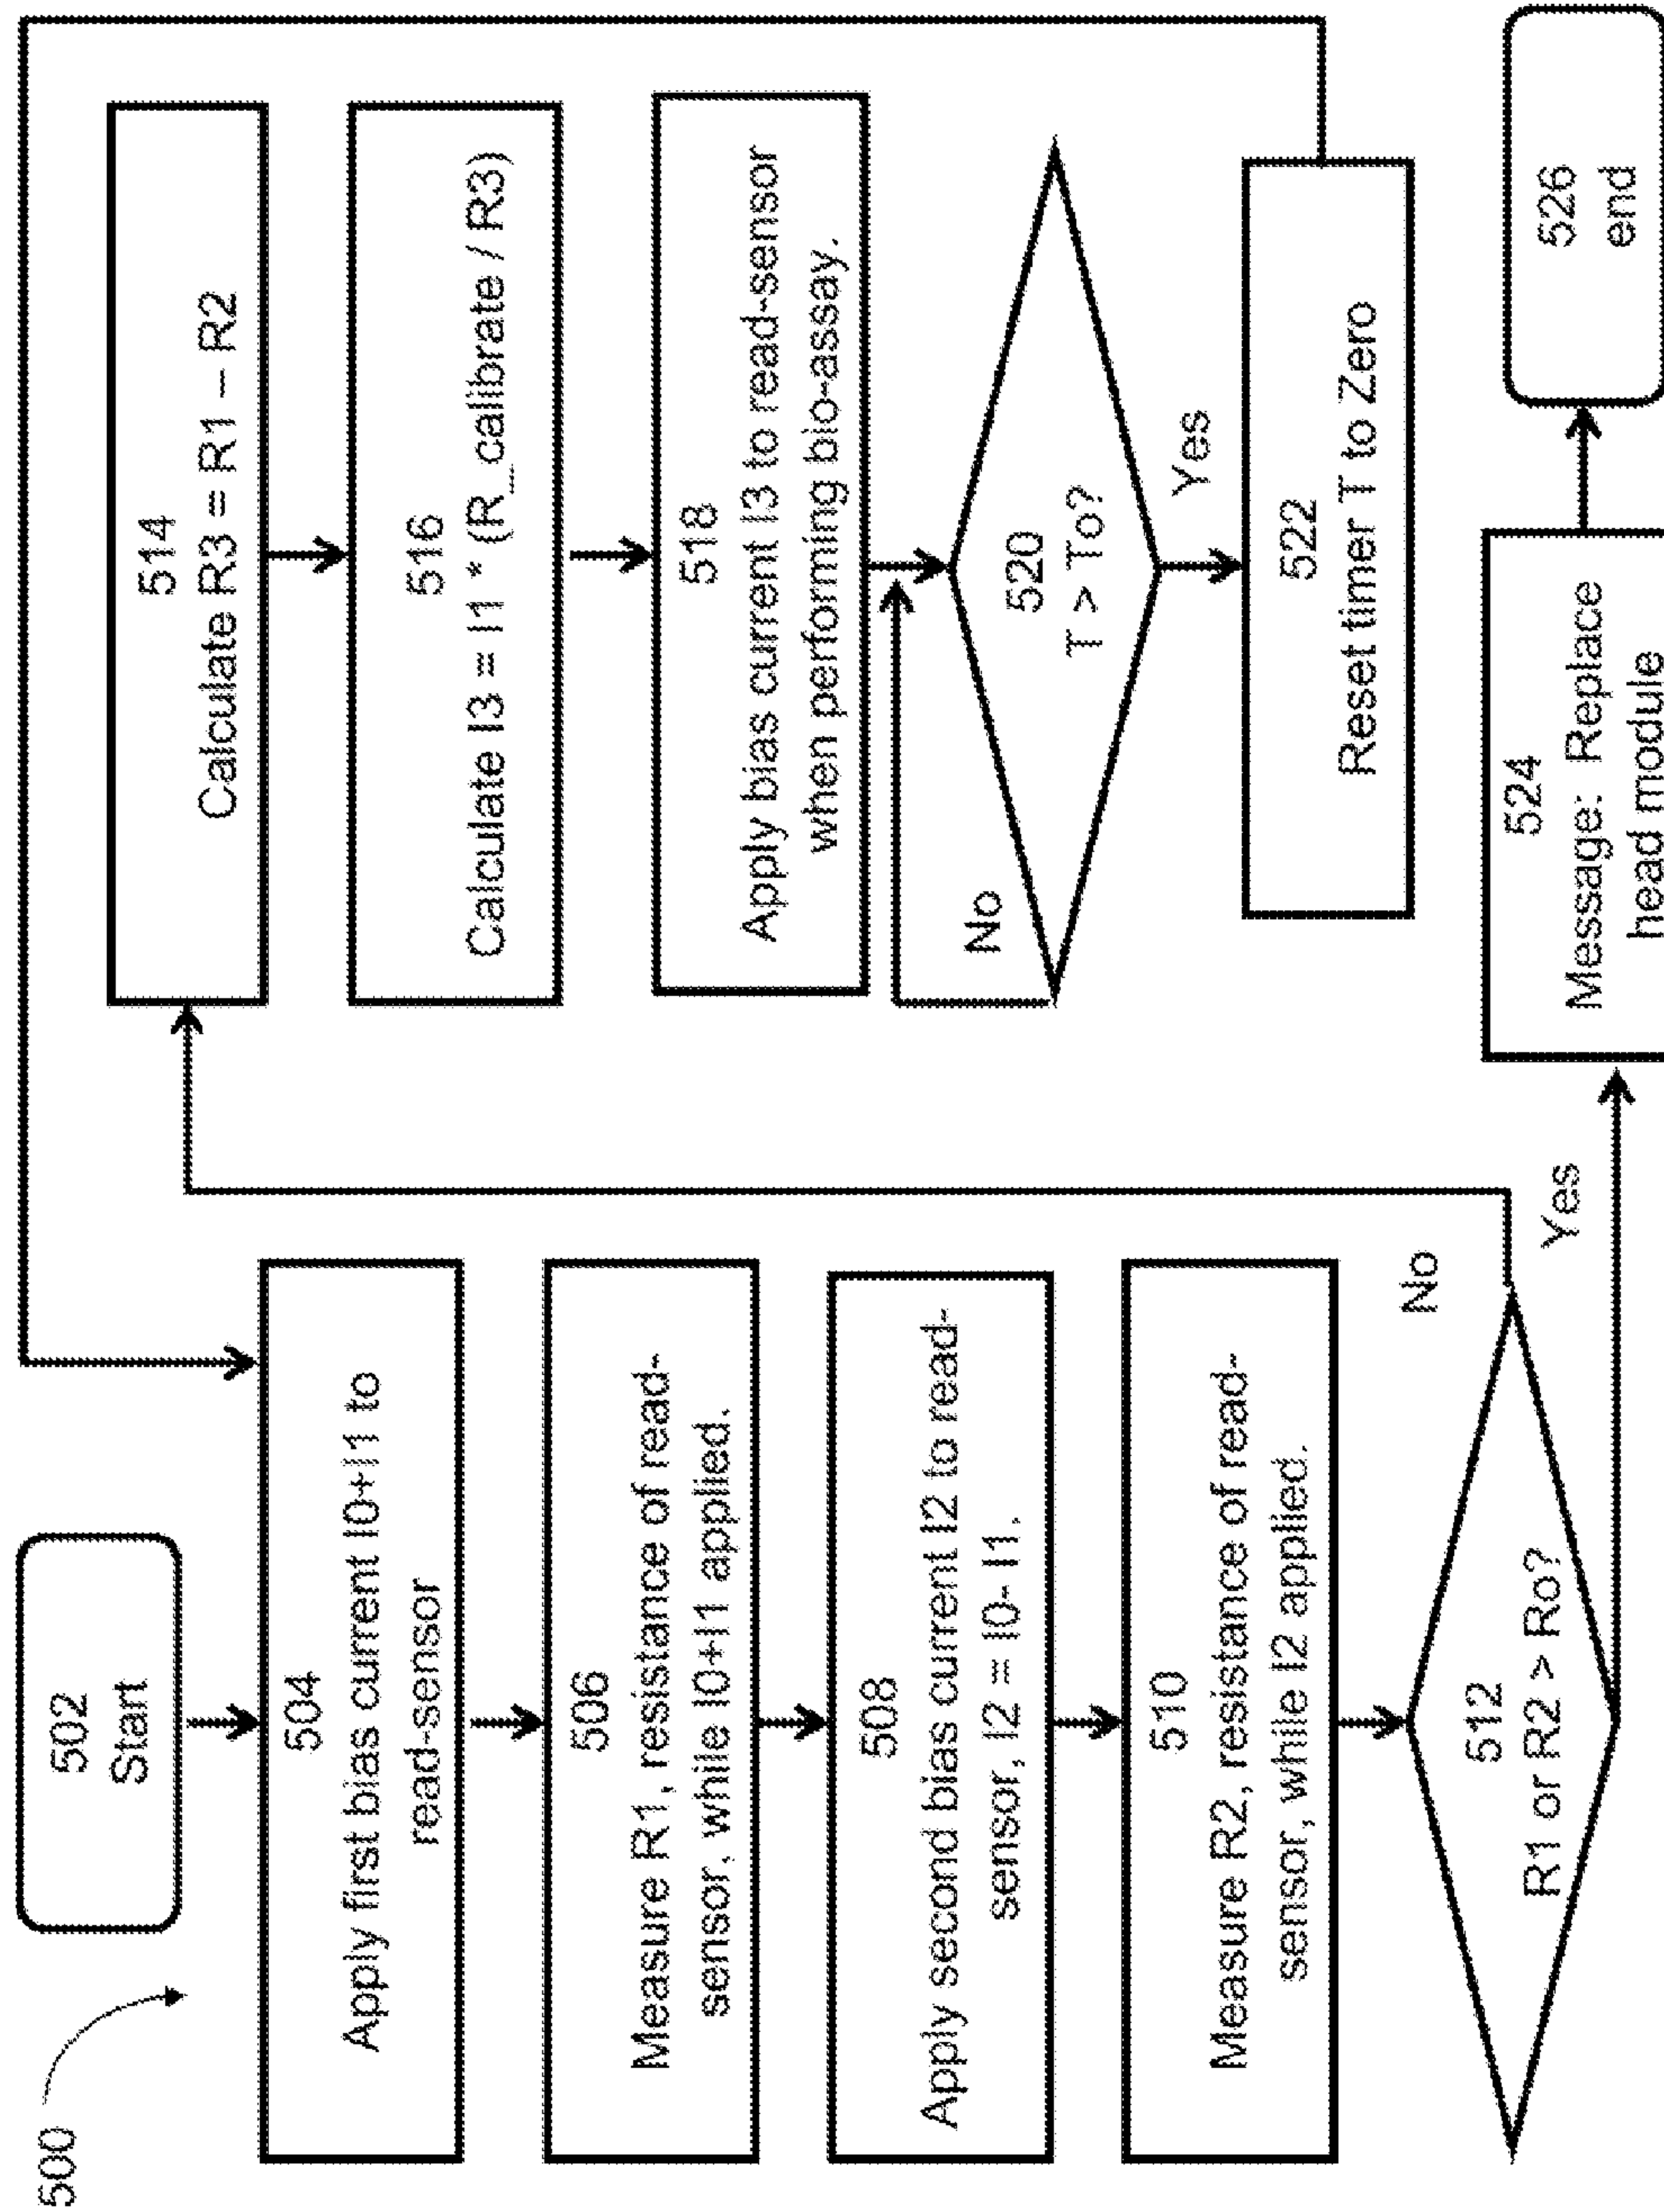 500
502
Start
504
Apply first bias current I0+I1 to
read-sensor
506
Measure R1, resistance of read-
sensor, while I0+I1 applied.
508
Apply second bias current I2 to read-
sensor, I2 = I0- I1.
510
Measure R2, resistance of read-
sensor, while I2 applied.
512
R1 or R2 > Ro?
No
Yes
514
Calculate R3 = R1 – R2
516
Calculate I3 = I1 * (R_calibrate / R3)
518
Apply bias current I3 to read-sensor
when performing bio-assay.
520
T > To?
No
Yes
522
Reset timer T to Zero
524
Message: Replace
head module
526
end